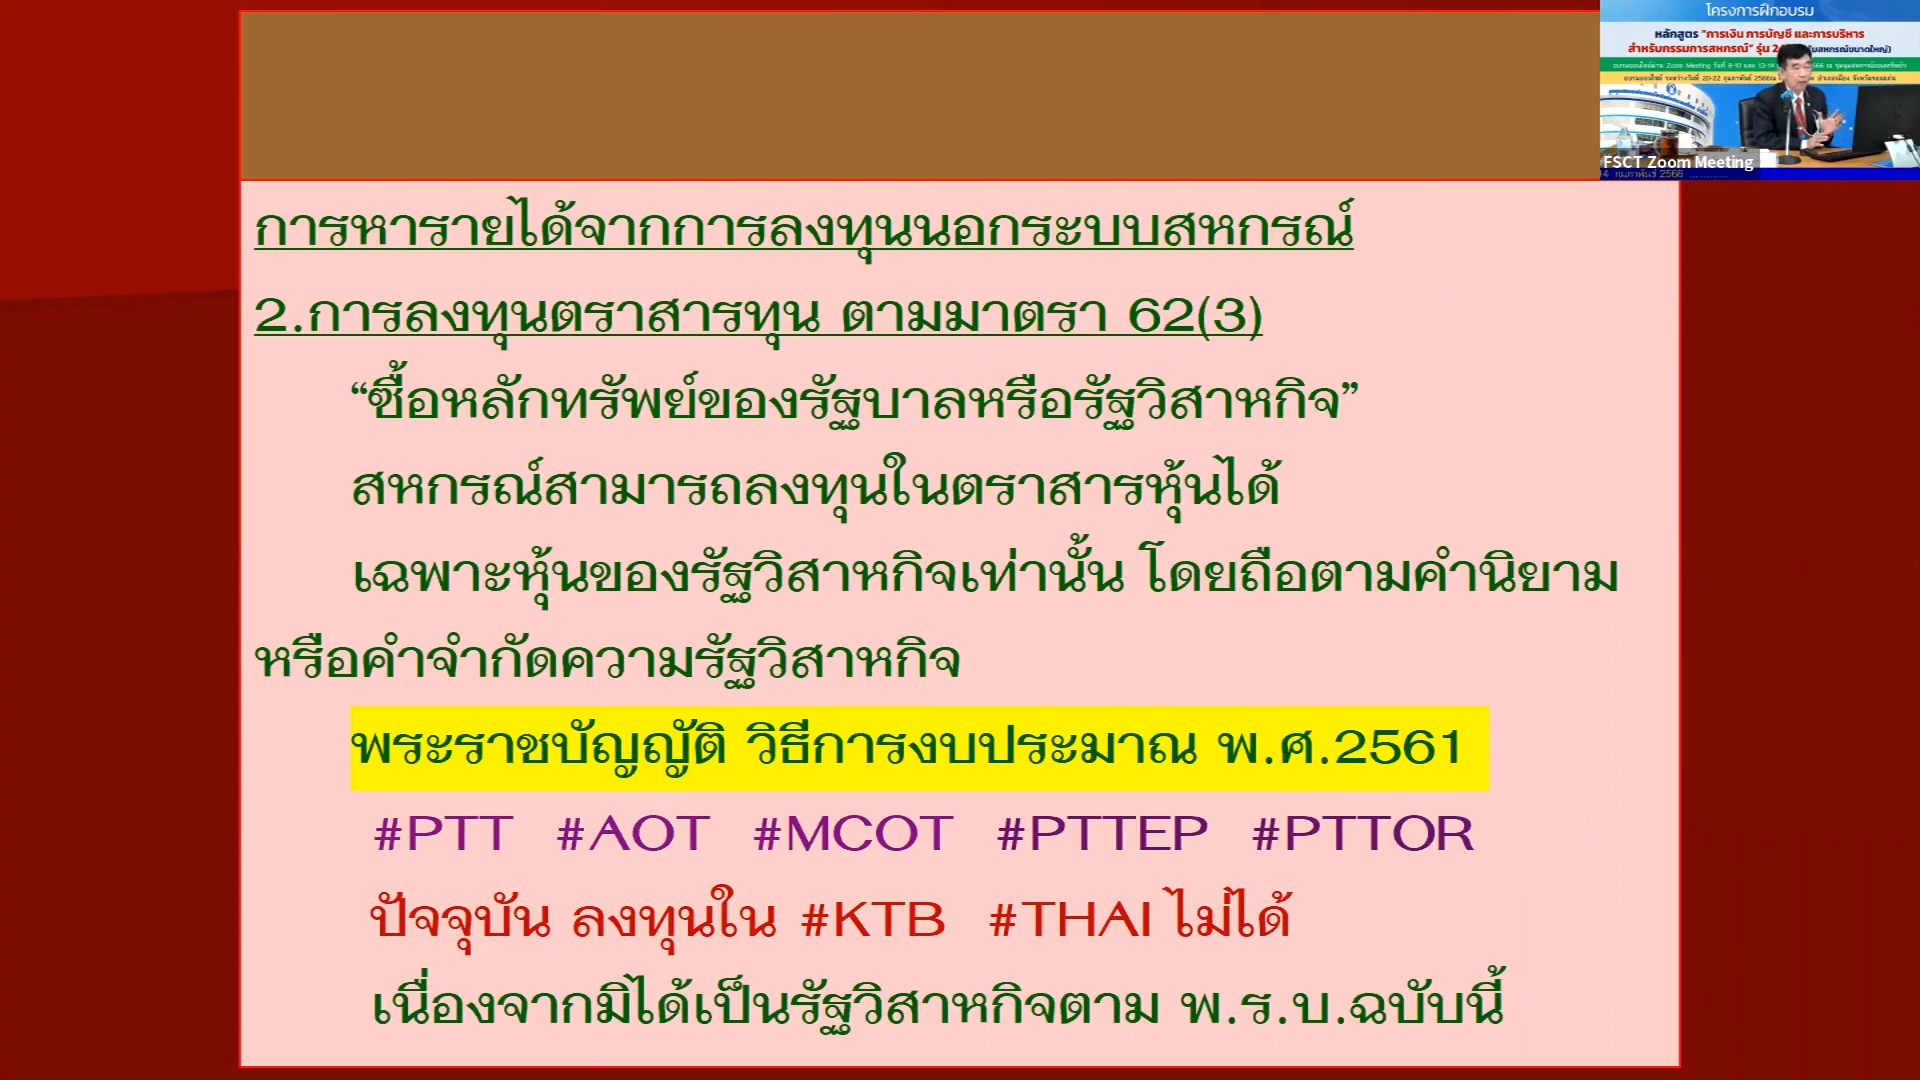 โครงการฝึกอบรม
หลักสูตร "การเงิน การบัญชี และการบริหาร
สำหรับกรรมการสหกรณ์" รุ่น
FSCT Zoom Meeting
การหารายได้จากการลงทุนนอกระบบสหกรณ์
2.การลงทุนตราสารทุน ตามมาตรา 62(3)
“ซื้อหลักทรัพย์ของรัฐบาลหรือรัฐวิสาหกิจ”
สหกรณ์สามารถลงทุนในตราสารหุ้นได้
เฉพาะหุ้นของรัฐวิสาหกิจเท่านั้น โดยถือตามคำนิยาม
หรือคำจำกัดความรัฐวิสาหกิจ
พระราชบัญญัติ วิธีการงบประมาณ พ.ศ.2561
#PTT #AOT #MCOT #PTTEP #PTTOR
ปัจจุบัน ลงทุนใน #KTB #THAI ไม่ได้
เนื่องจากมิได้เป็นรัฐวิสาหกิจตาม พ.ร.บ.ฉบับนี้